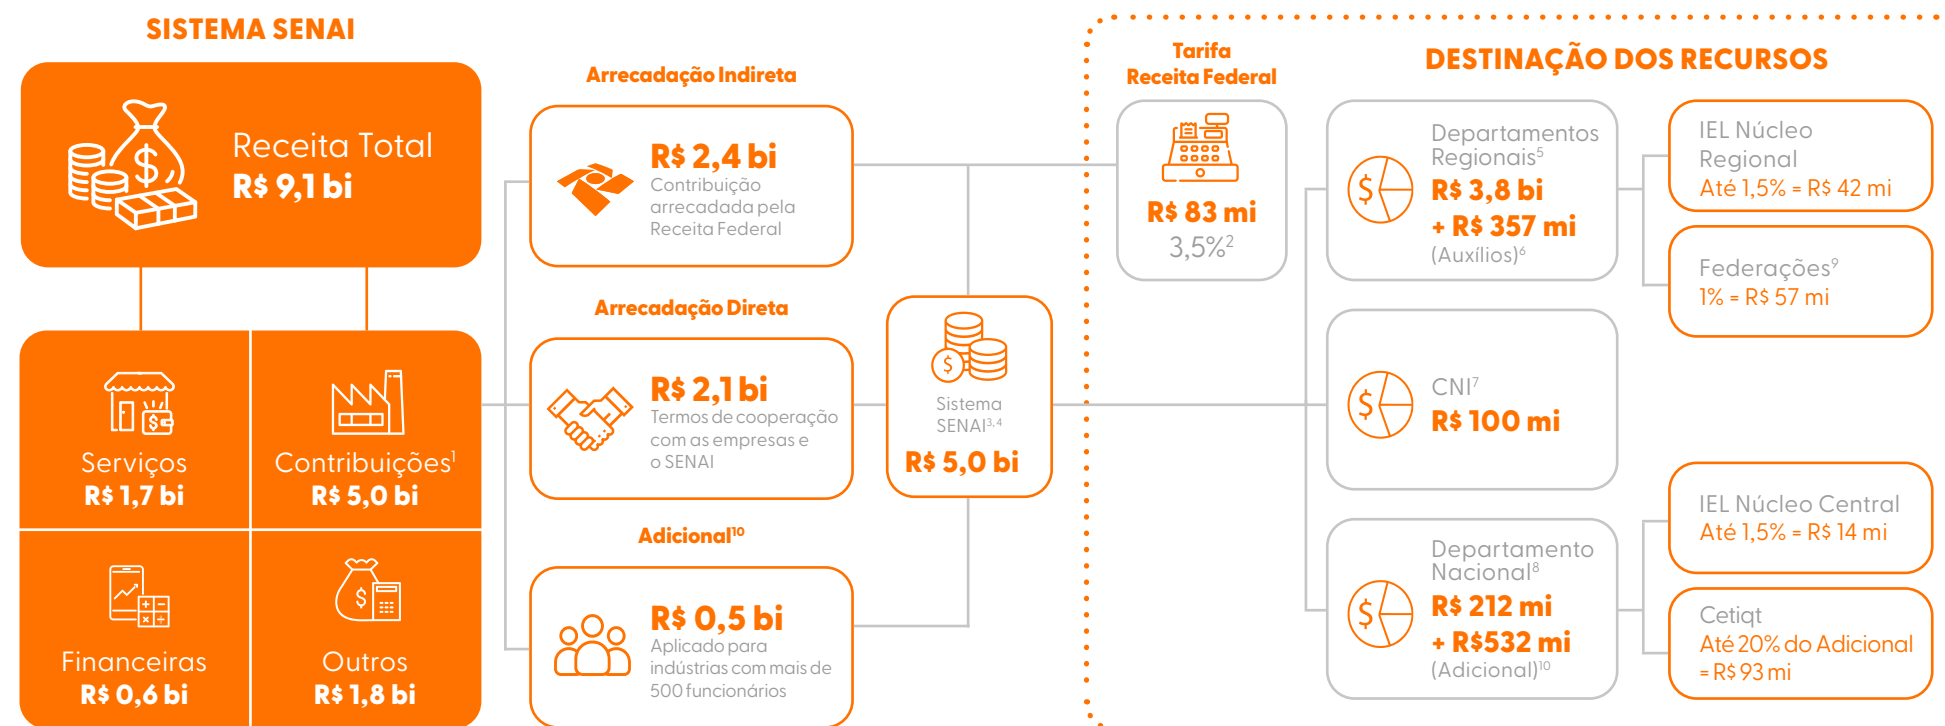 SISTEMA SENAI
Receita Total
R$ 9,1 bi
Serviços
R$ 1,7 bi
Contribuições¹
R$ 5,0 bi
Financeiras
R$ 0,6 bi
Outros
R$ 1,8 bi
Arrecadação Indireta
R$ 2,4 bi
Contribuição
arrecadada pela
Receita Federal
Arrecadação Direta
R$ 2,1 bi
Termos de cooperação
com as empresas e
o SENAI
Adicional¹⁰
R$ 0,5 bi
Aplicado para
indústrias com mais de
500 funcionários
Sistema
SENAI³,⁴
R$ 5,0 bi
Tarifa
Receita Federal
R$ 83 mi
3,5%²
DESTINAÇÃO DOS RECURSOS
Departamentos
Regionais⁵
R$ 3,8 bi
+ R$ 357 mi
(Auxílios)⁶
IEL Núcleo
Regional
Até 1,5% = R$ 42 mi
Federações⁹
1% = R$ 57 mi
CNI⁷
R$ 100 mi
Departamento
Nacional⁸
R$ 212 mi
+ R$532 mi
(Adicional)¹⁰
IEL Núcleo Central
Até 1,5% = R$ 14 mi
Cetiqt
Até 20% do Adicional
= R$ 93 mi